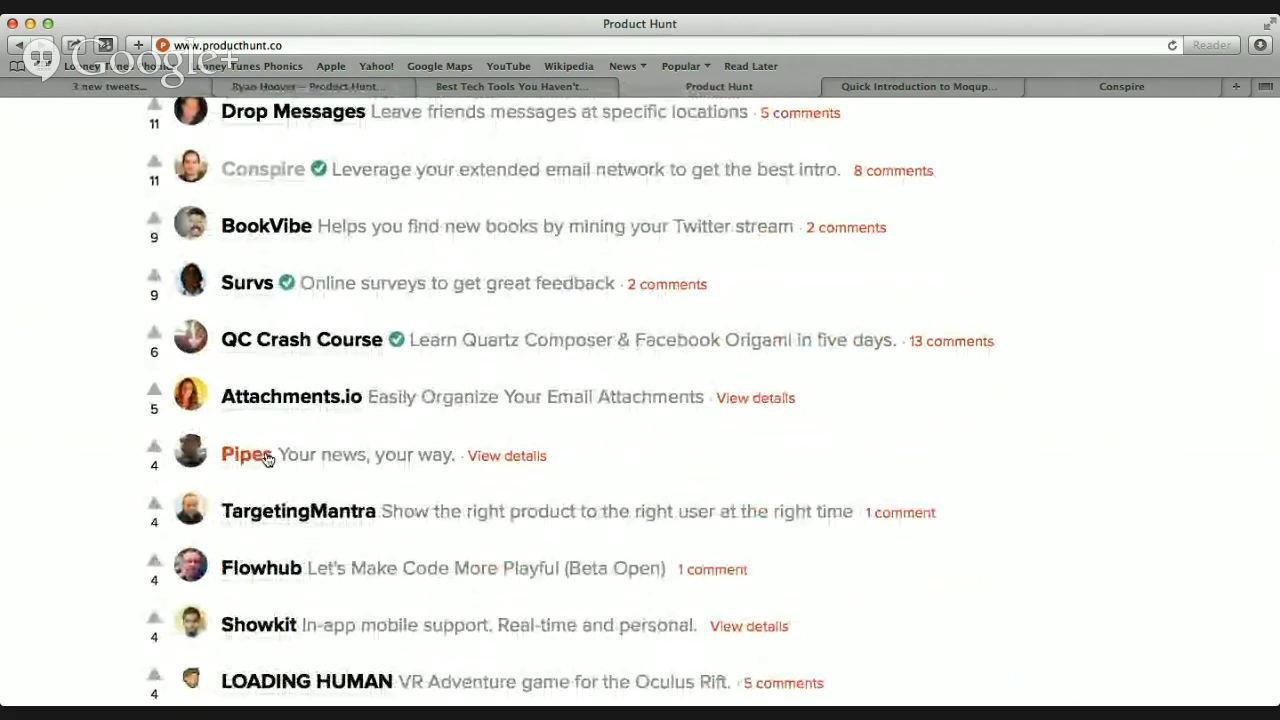 Product Hunt
www.producthunt.co
Reader
Google+
Looney Tunes Phonics Looney Tunes Phonics Apple Yahoo! Google Maps YouTube Wikipedia News Popular Read Later
3 new tweets... Ryan Hoover – Product Hunt... Best Tech Tools You Haven't... Product Hunt Quick Introduction to Moqup... Conspire
11 Drop Messages Leave friends messages at specific locations · 5 comments
11 Conspire Leverage your extended email network to get the best intro. 8 comments
9 BookVibe Helps you find new books by mining your Twitter stream · 2 comments
9 Survs Online surveys to get great feedback · 2 comments
6 QC Crash Course Learn Quartz Composer & Facebook Origami in five days. · 13 comments
5 Attachments.io Easily Organize Your Email Attachments · View details
4 Pipes Your news, your way. · View details
4 TargetingMantra Show the right product to the right user at the right time 1 comment
4 Flowhub Let's Make Code More Playful (Beta Open) 1 comment
4 Showkit In-app mobile support. Real-time and personal. View details
4 LOADING HUMAN VR Adventure game for the Oculus Rift. · 5 comments